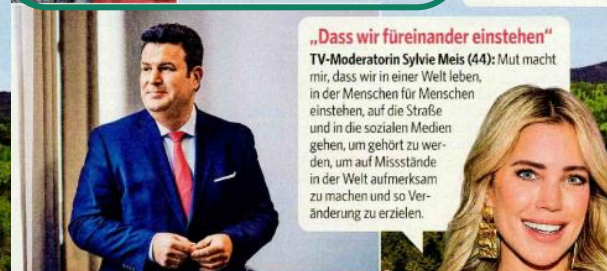 „Dass wir füreinander einstehen“
TV-Moderatorin Sylvie Meis (44): Mut macht
mir, dass wir in einer Welt leben,
in der Menschen für Menschen
einstehen, auf die Straße
und in die sozialen Medien
gehen, um gehört zu wer-
den, um auf Missstände
in der Welt aufmerksam
zu machen und so Ver-
änderung zu erzielen.